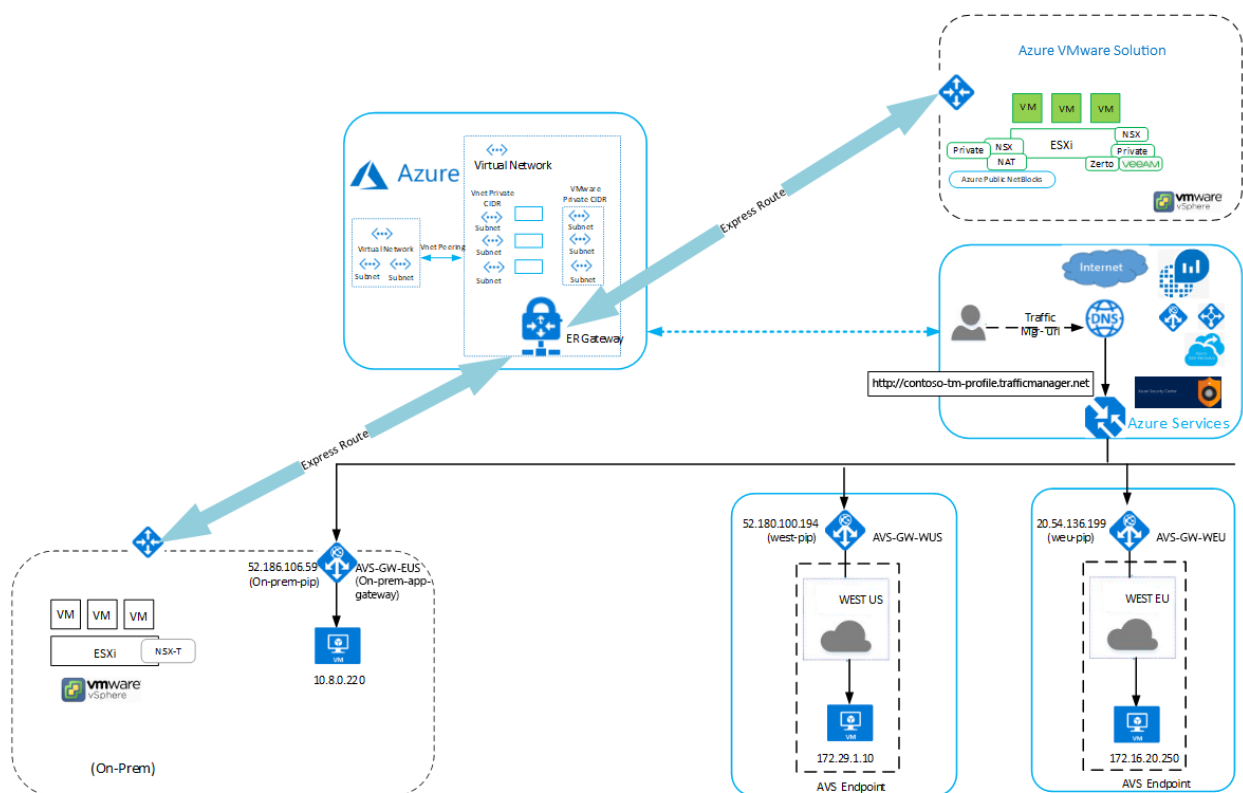 Azure VMware Solution
VM
VM
VM
ESXi
NSX
Private
NSX
NAT
Private
Zerto
VEEAM
Azure Public NetBlocks
vmware
vSphere
Azure
Virtual Network
Vnet Private
CIDR
VMware
Private CIDR
Subnet
Subnet
Subnet
Subnet
Subnet
Subnet
Virtual Network
Subnet
Subnet
Vnet Peering
ER Gateway
Express Route
Express Route
Internet
Traffic
DNS
http://contoso-tm-profile.trafficmanager.net
Azure Security Center
Azure Services
52.186.106.59
(On-prem-pip)
AVS-GW-EUS
(On-prem-app-
gateway)
VM
10.8.0.220
VM
VM
VM
ESXi
NSX-T
vmware
vSphere
(On-Prem)
52.180.100.194
(west-pip)
AVS-GW-WUS
WEST US
VM
172.29.1.10
AVS Endpoint
20.54.136.199
(weu-pip)
AVS-GW-WEU
WEST EU
VM
172.16.20.250
AVS Endpoint